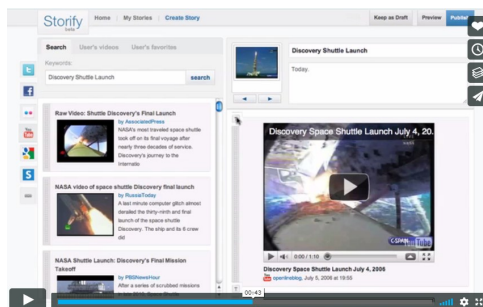 Storify
beta
Home | My Stories | Create Story
Keep as Draft
Preview
Publish
Search
User's videos
User's favorites
Keywords:
Discovery Shuttle Launch
search
Raw Video: Shuttle Discovery's Final Launch
by AssociatedPress
NASA's most traveled space shuttle
took off on its final voyage after
nearly three decades of service.
Discovery's journey to the
Internatio
NASA video of space shuttle Discovery final launch
by RussiaToday
A last minute computer glitch almost
derailed the thirty-ninth and final
launch of the space shuttle
Discovery. The ship and its 6 crew
did
NASA Shuttle Launch: Discovery's Final Mission
Takeoff
by PBSNewsHour
After a series of scrubbed missions
Discovery Shuttle Launch
Today.
Discovery Space Shuttle Launch July 4, 20..
0:00 / 1:10
C-SPAN
YouTube
Discovery Space Shuttle Launch July 4, 2006
openlineblog, July 5, 2006 at 19:55
00:43